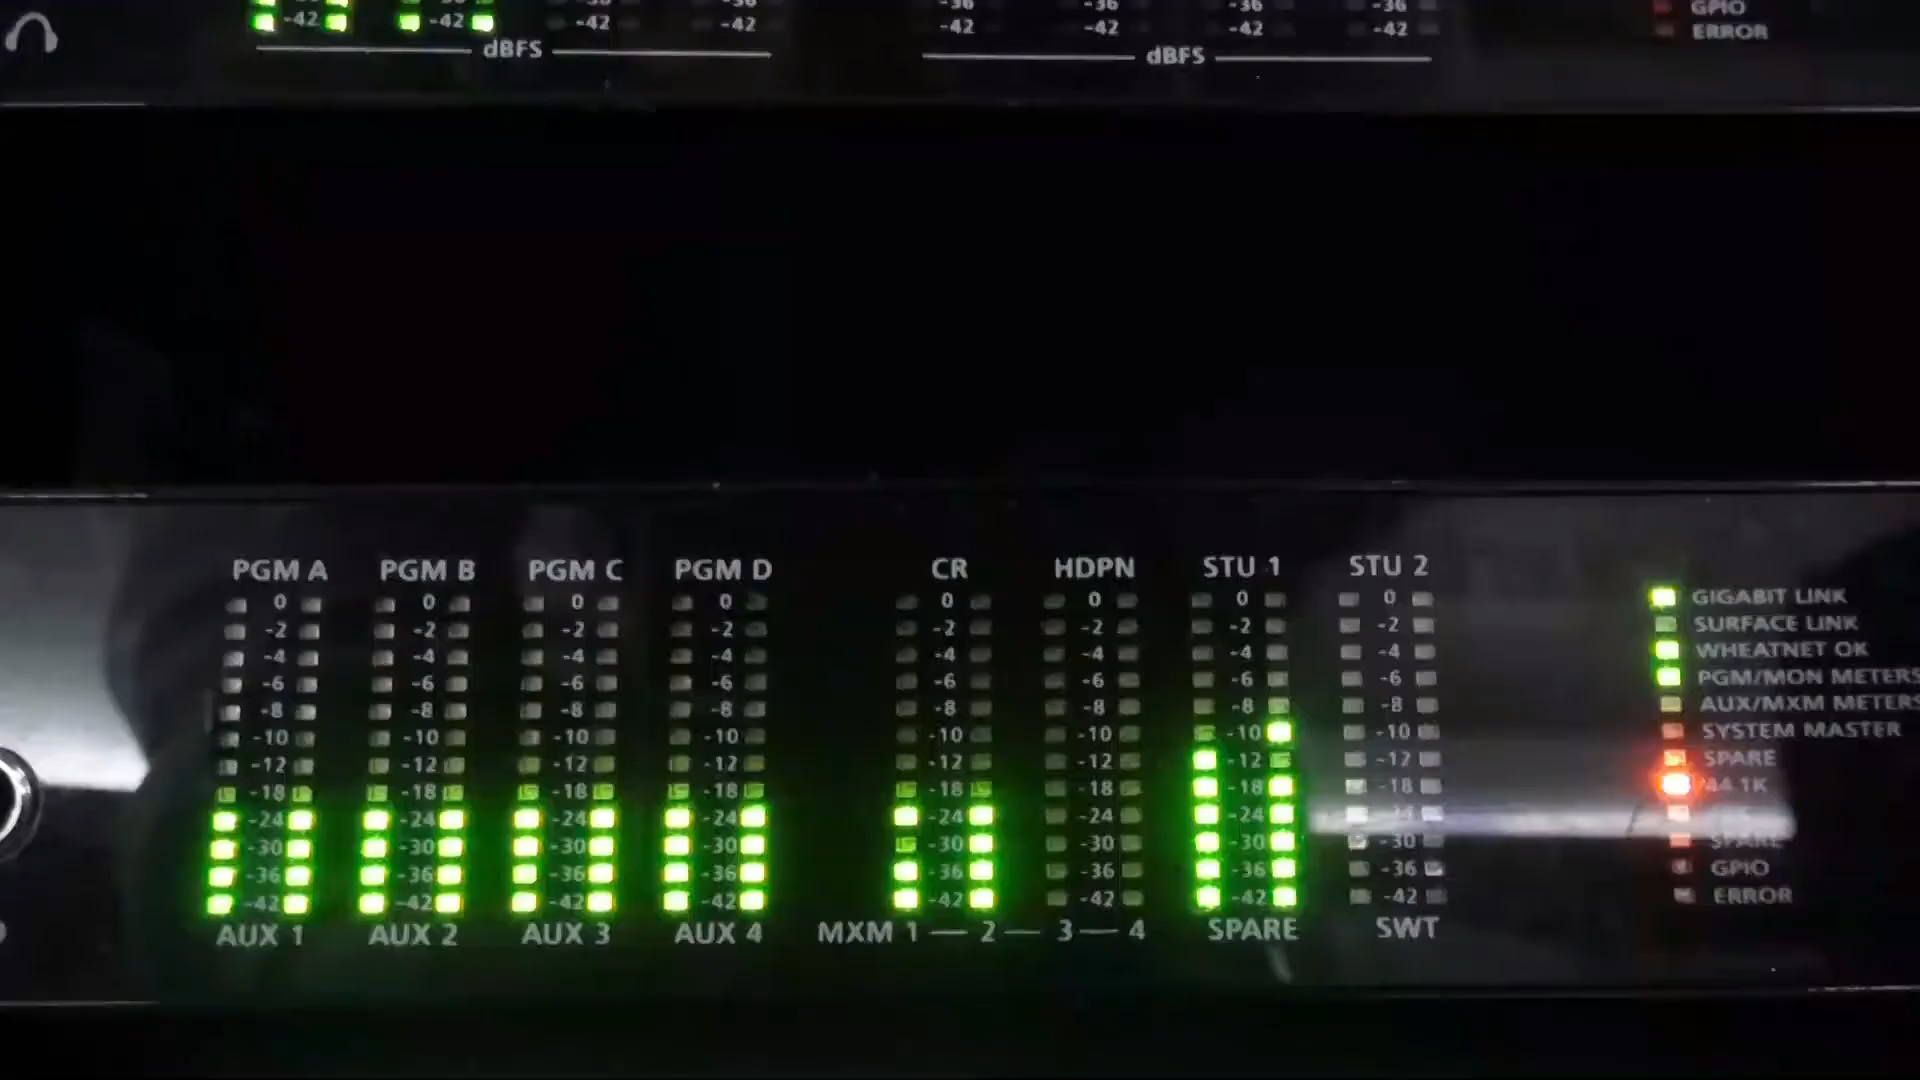 -36 -36 -36 -36
-42 -42 -42 -42 -42 -42 -42 -42
dBFS dBFS
GPIO
ERROR
PGM A PGM B PGM C PGM D CR HDPN STU 1 STU 2
0 0 0 0 0 0 0 0
-2 -2 -2 -2 -2 -2 -2 -2
-4 -4 -4 -4 -4 -4 -4 -4
-6 -6 -6 -6 -6 -6 -6 -6
-8 -8 -8 -8 -8 -8 -8 -8
-10 -10 -10 -10 -10 -10 -10 -10
-12 -12 -12 -12 -12 -12 -12 -12
-18 -18 -18 -18 -18 -18 -18 -18
-24 -24 -24 -24 -24 -24 -24 -24
-30 -30 -30 -30 -30 -30 -30 -30
-36 -36 -36 -36 -36 -36 -36 -36
-42 -42 -42 -42 -42 -42 -42 -42
AUX 1 AUX 2 AUX 3 AUX 4 MXM 1 — 2 — 3 — 4 SPARE SWT
GIGABIT LINK
SURFACE LINK
WHEATNET OK
PGM/MON METERS
AUX/MXM METERS
SYSTEM MASTER
SPARE
44.1K
SPARE
GPIO
ERROR